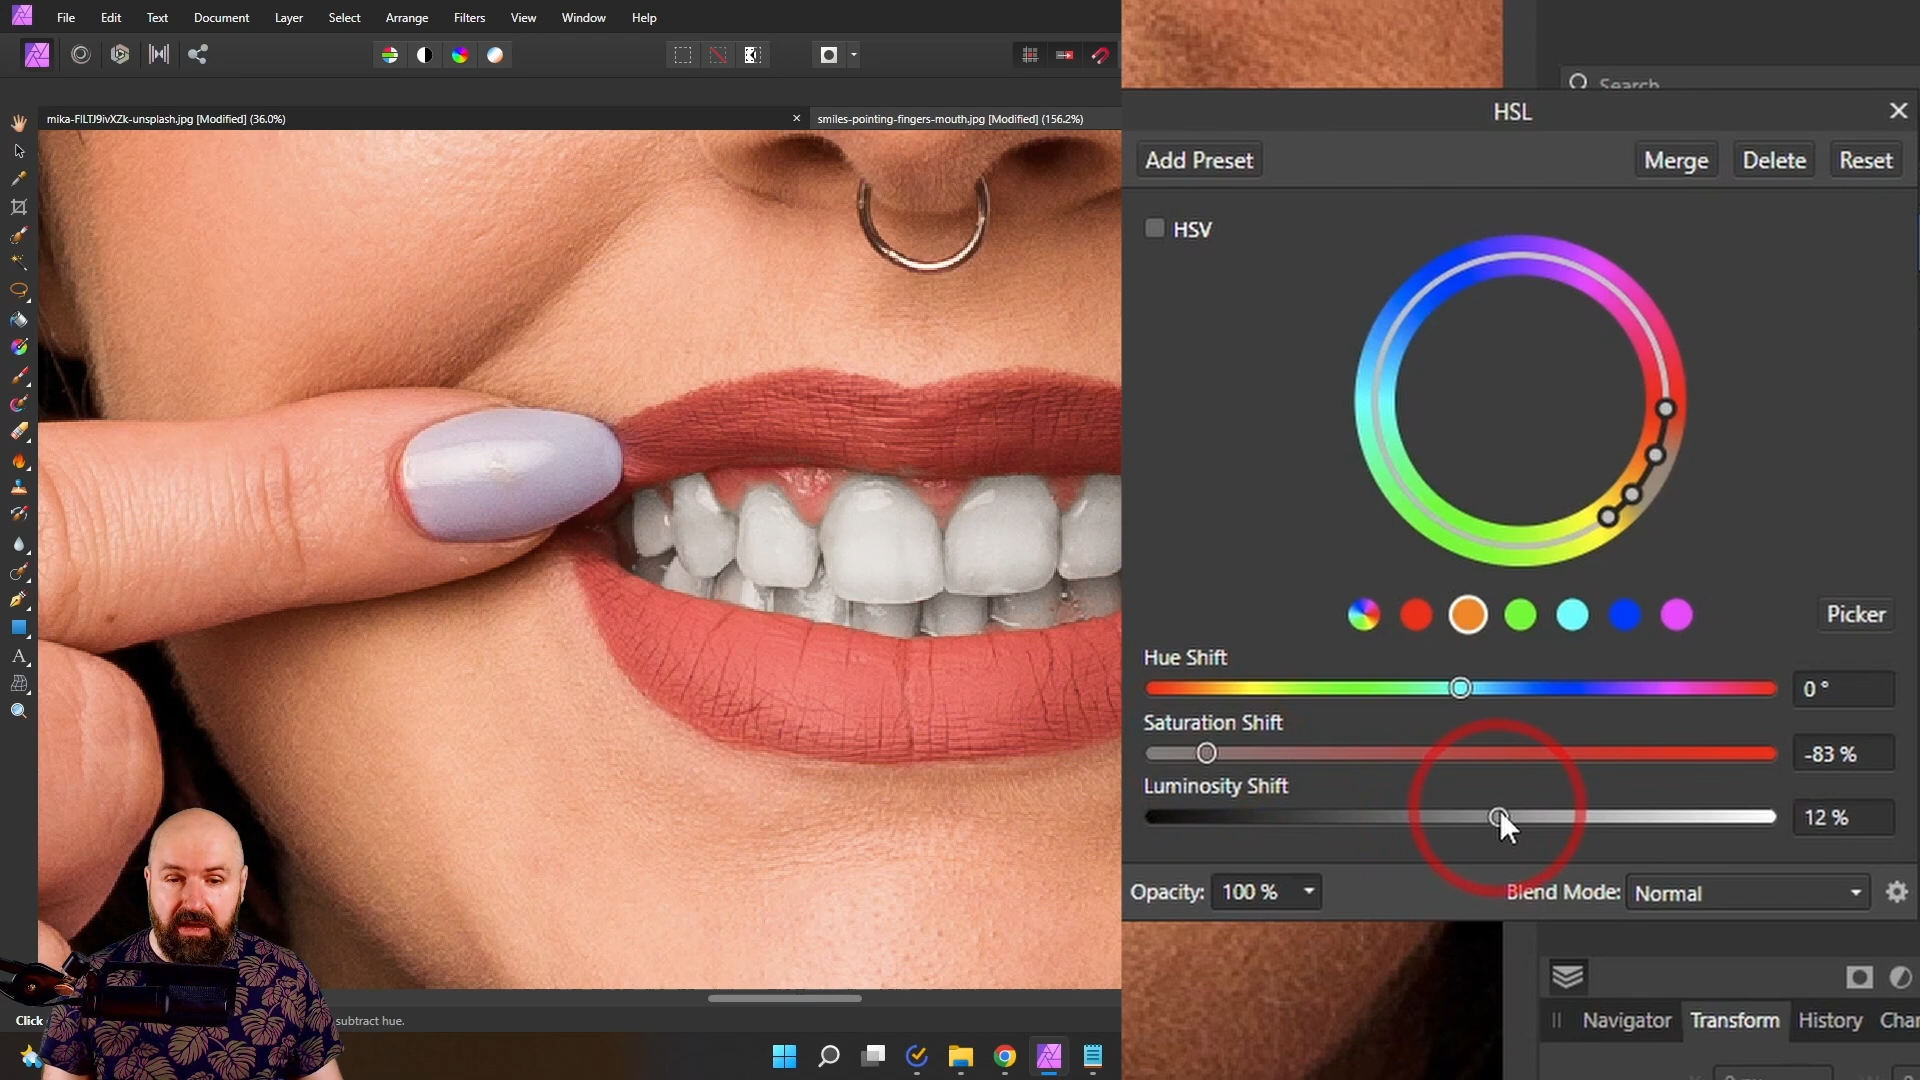 File Edit Text Document Layer Select Arrange Filters View Window Help
Search
mika-FILTJ9ivXZk-unsplash.jpg [Modified] (36.0%)
smiles-pointing-fingers-mouth.jpg [Modified] (156.2%)
HSL
Add Preset
Merge
Delete
Reset
HSV
Picker
Hue Shift
0 °
Saturation Shift
-83 %
Luminosity Shift
12 %
Opacity: 100 %
Blend Mode: Normal
Click
subtract hue.
Navigator
Transform
History
Char
A